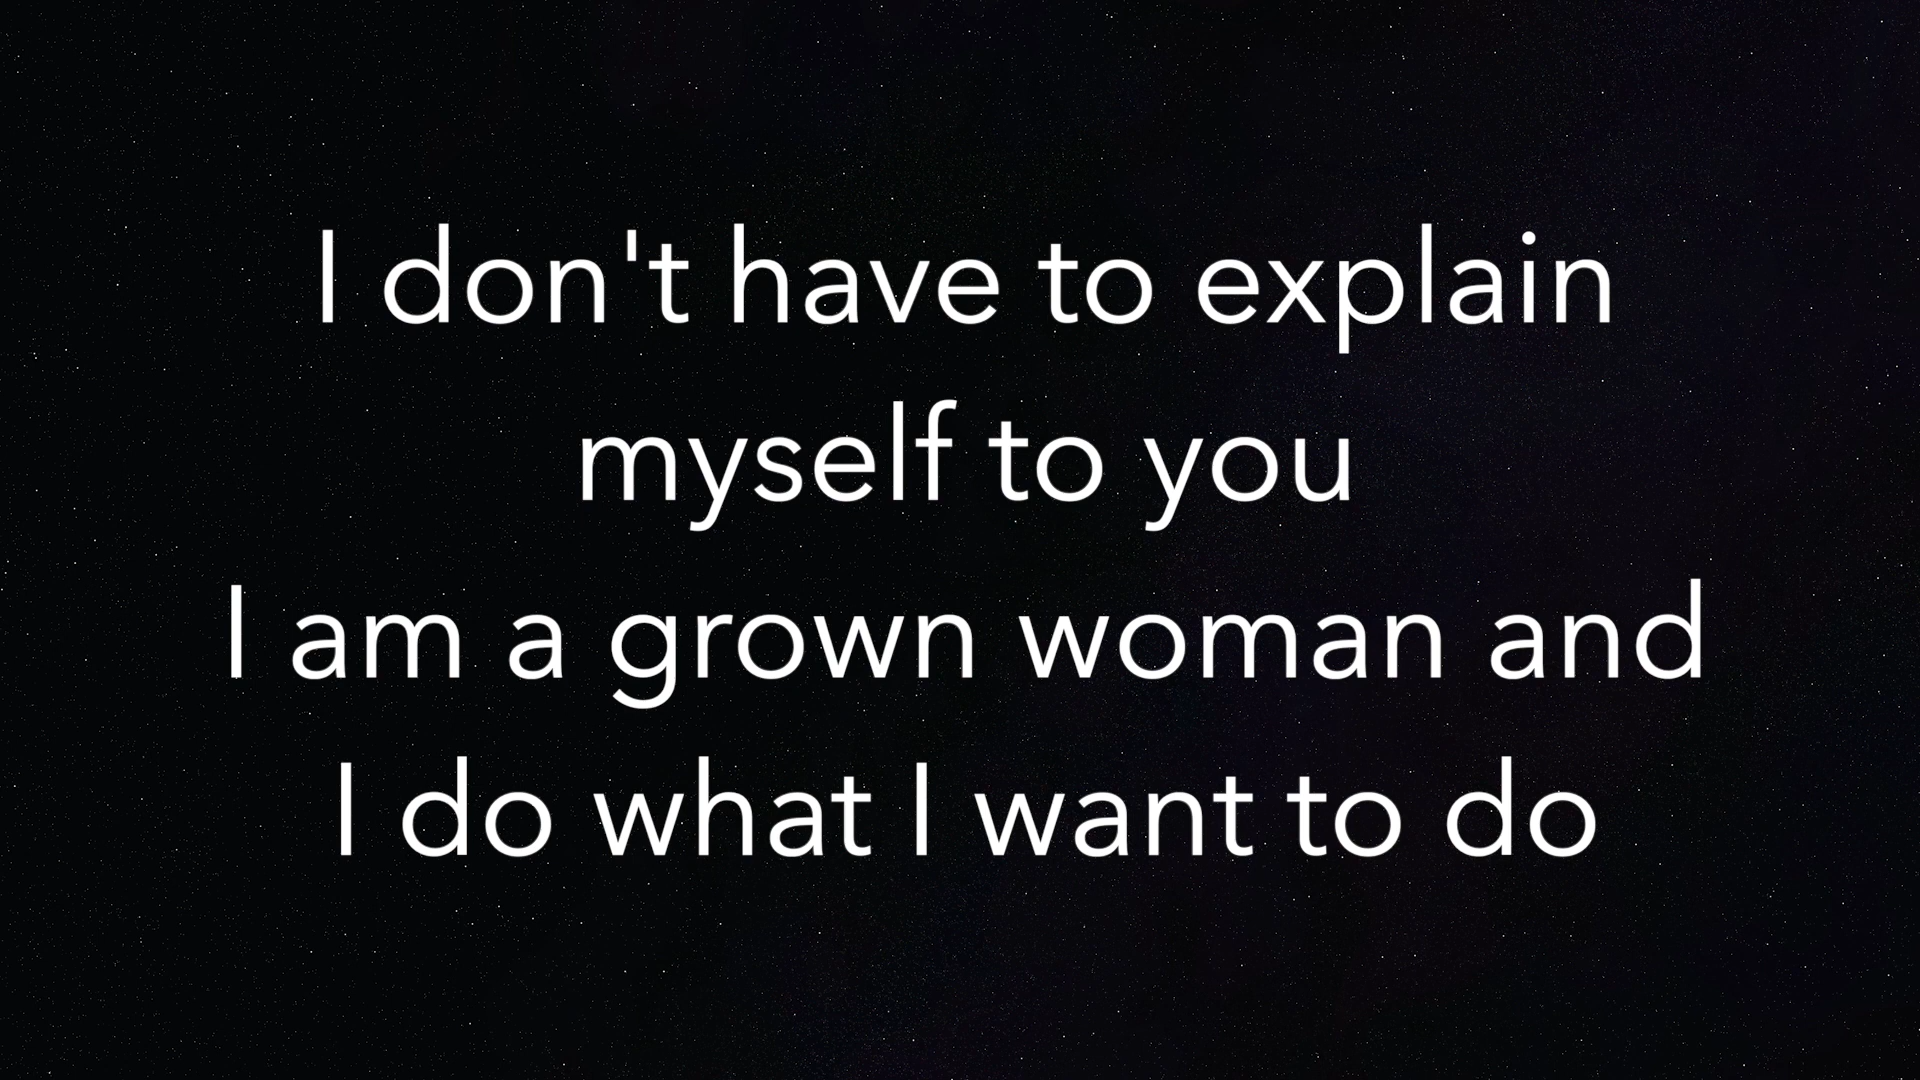 I don't have to explain
myself to you
I am a grown woman and
I do what I want to do